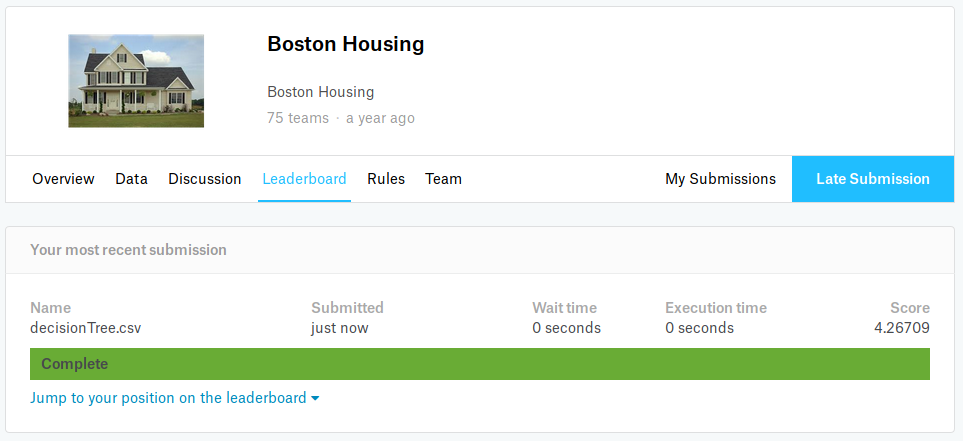 Boston Housing
Boston Housing
75 teams · a year ago
Overview Data Discussion Leaderboard Rules Team My Submissions Late Submission
Your most recent submission
Name Submitted Wait time Execution time Score
decisionTree.csv just now 0 seconds 0 seconds 4.26709
Complete
Jump to your position on the leaderboard